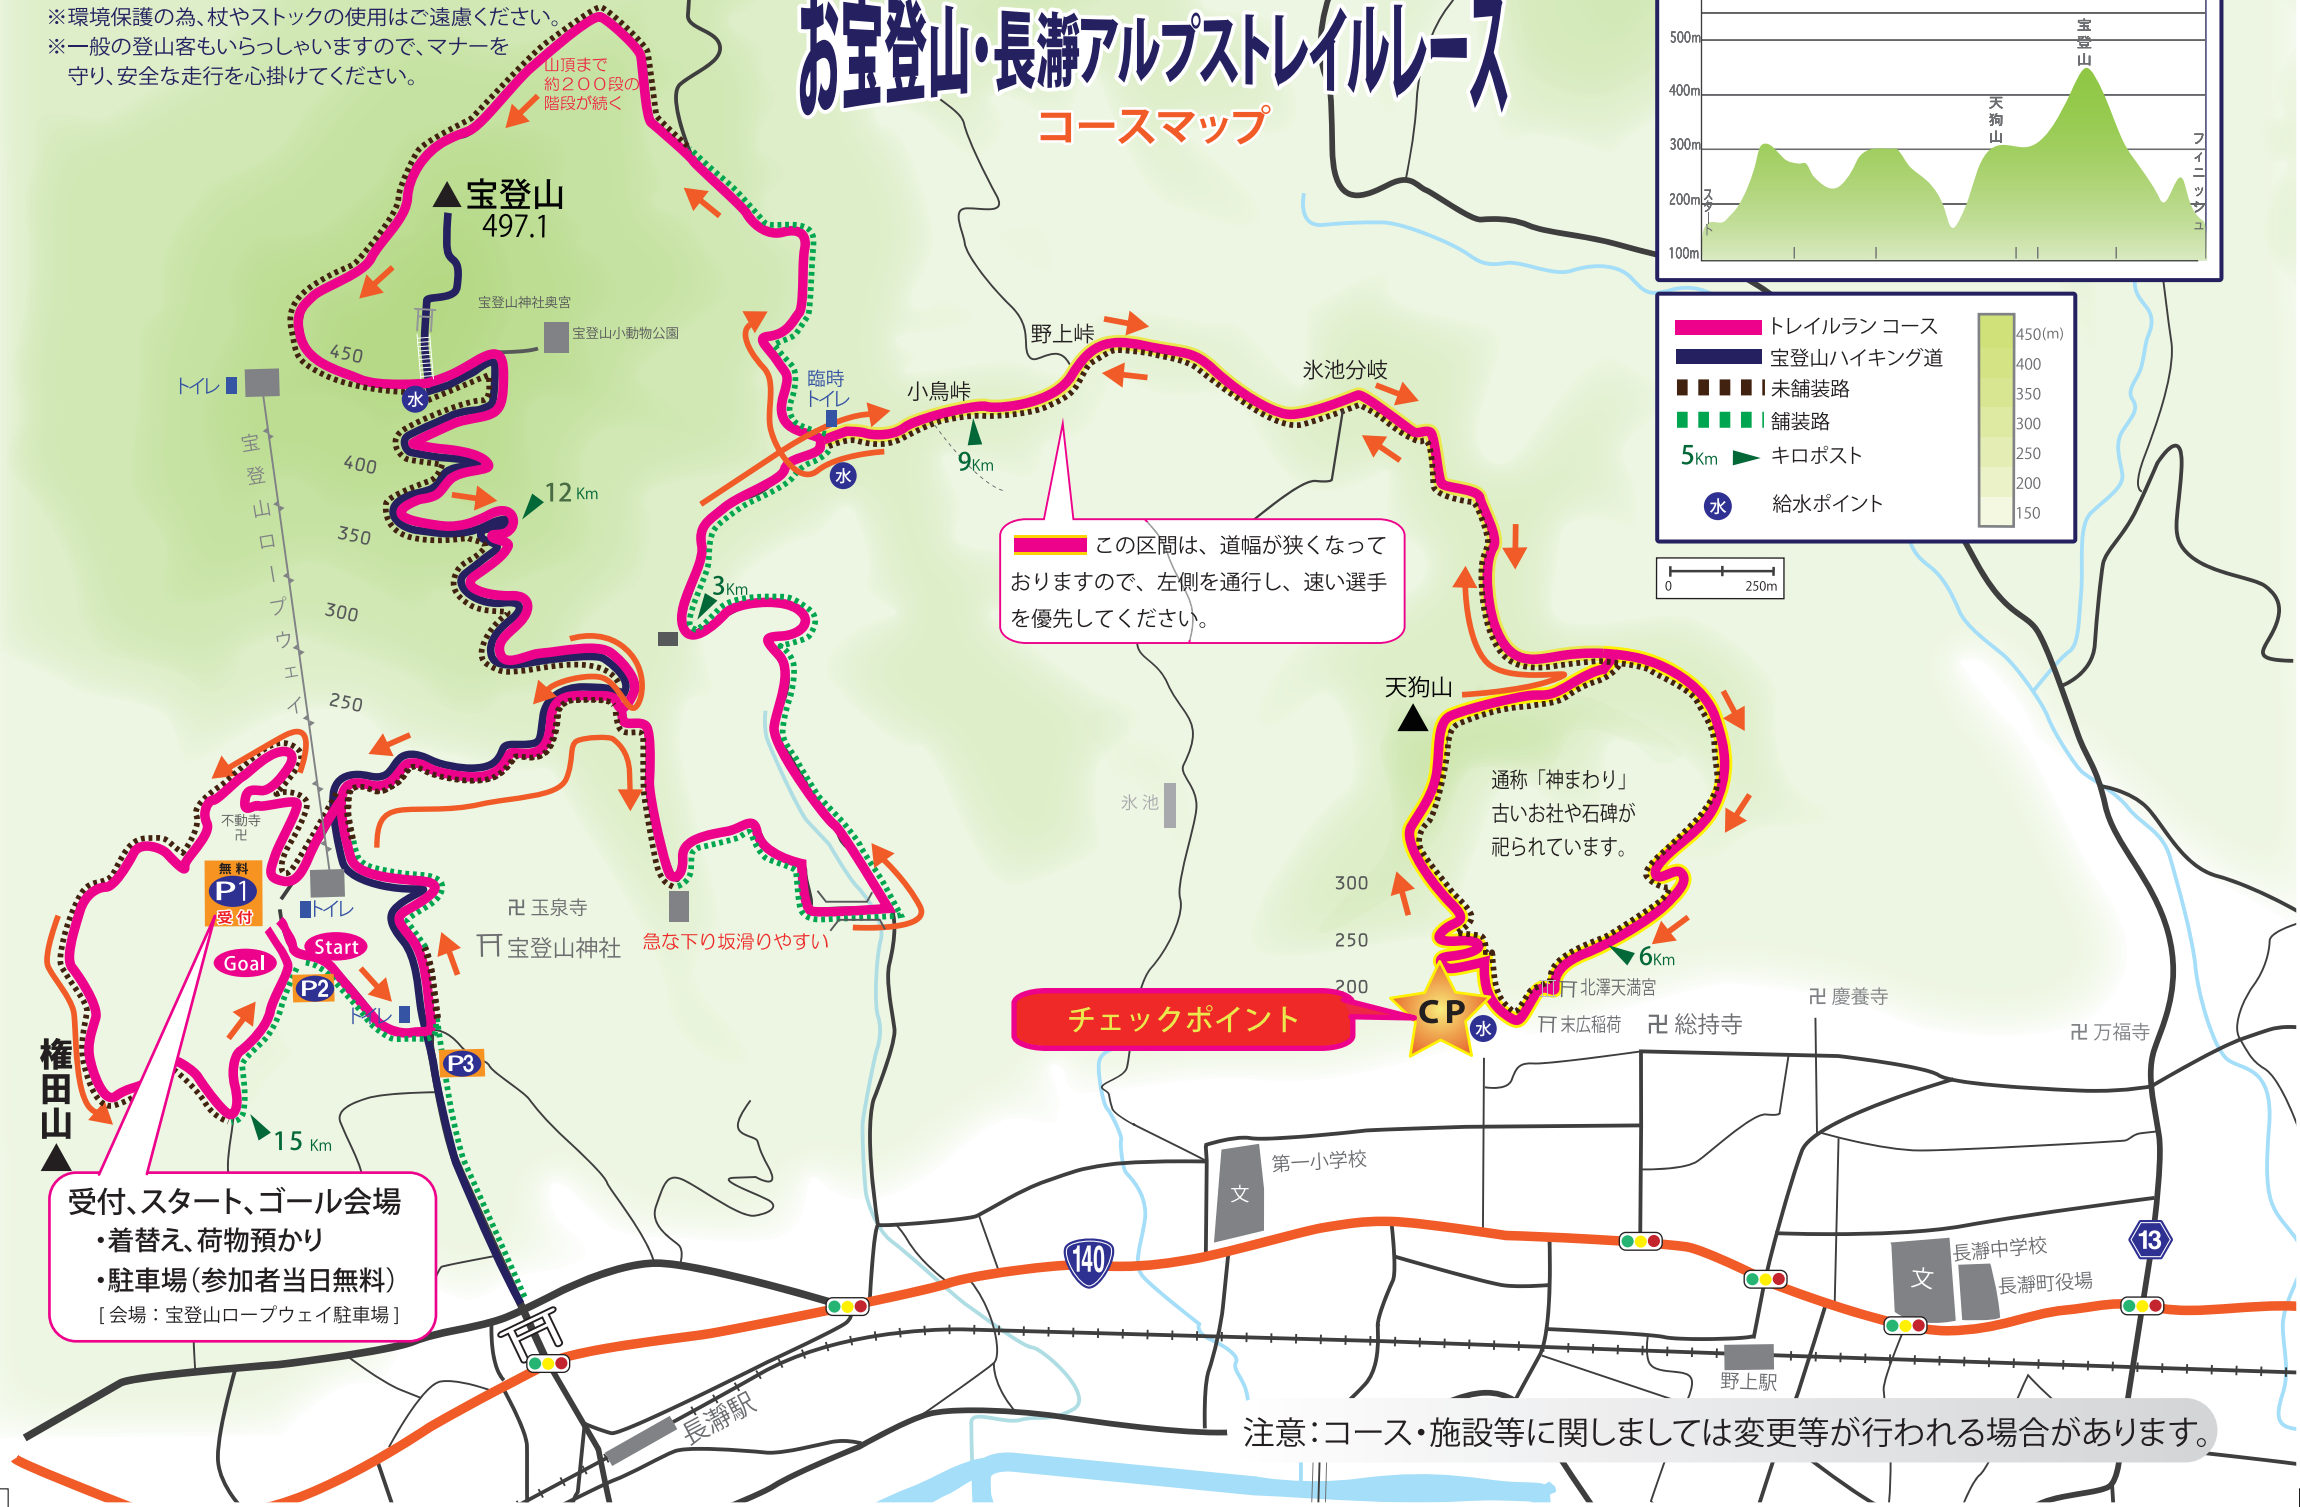 ※環境保護の為、杖やストックの使用はご遠慮ください。
※一般の登山客もいらっしゃいますので、マナーを
守り、安全な走行を心掛けてください。
お宝登山・長瀞アルプストレイルレース
コースマップ
山頂まで
約200段の
階段が続く
宝登山
497.1
宝登山神社奥宮
宝登山小動物公園
トイレ
水
450
400
350
300
250
宝登山ロープウェイ
12 Km
臨時
トイレ
水
小鳥峠
9Km
野上峠
氷池分岐
3Km
この区間は、道幅が狭くなって
おりますので、左側を通行し、速い選手
を優先してください。
500m
400m
300m
200m
100m
スタート
天狗山
宝登山
フィニッシュ
トレイルラン コース
宝登山ハイキング道
未舗装路
舗装路
5Km キロポスト
水 給水ポイント
450(m)
400
350
300
250
200
150
0 250m
天狗山
通称「神まわり」
古いお社や石碑が
祀られています。
氷池
300
250
200
6Km
北澤天満宮
末広稲荷
卍 総持寺
卍 慶養寺
卍 万福寺
チェックポイント
CP
水
不動寺
卍
無料
P1
受付
トイレ
Goal
Start
P2
トイレ
P3
卍 玉泉寺
宝登山神社
急な下り坂滑りやすい
権田山
15 Km
受付、スタート、ゴール会場
・着替え、荷物預かり
・駐車場(参加者当日無料)
[ 会場：宝登山ロープウェイ駐車場 ]
第一小学校
文
140
13
長瀞中学校
文
長瀞町役場
野上駅
長瀞駅
注意：コース・施設等に関しましては変更等が行われる場合があります。